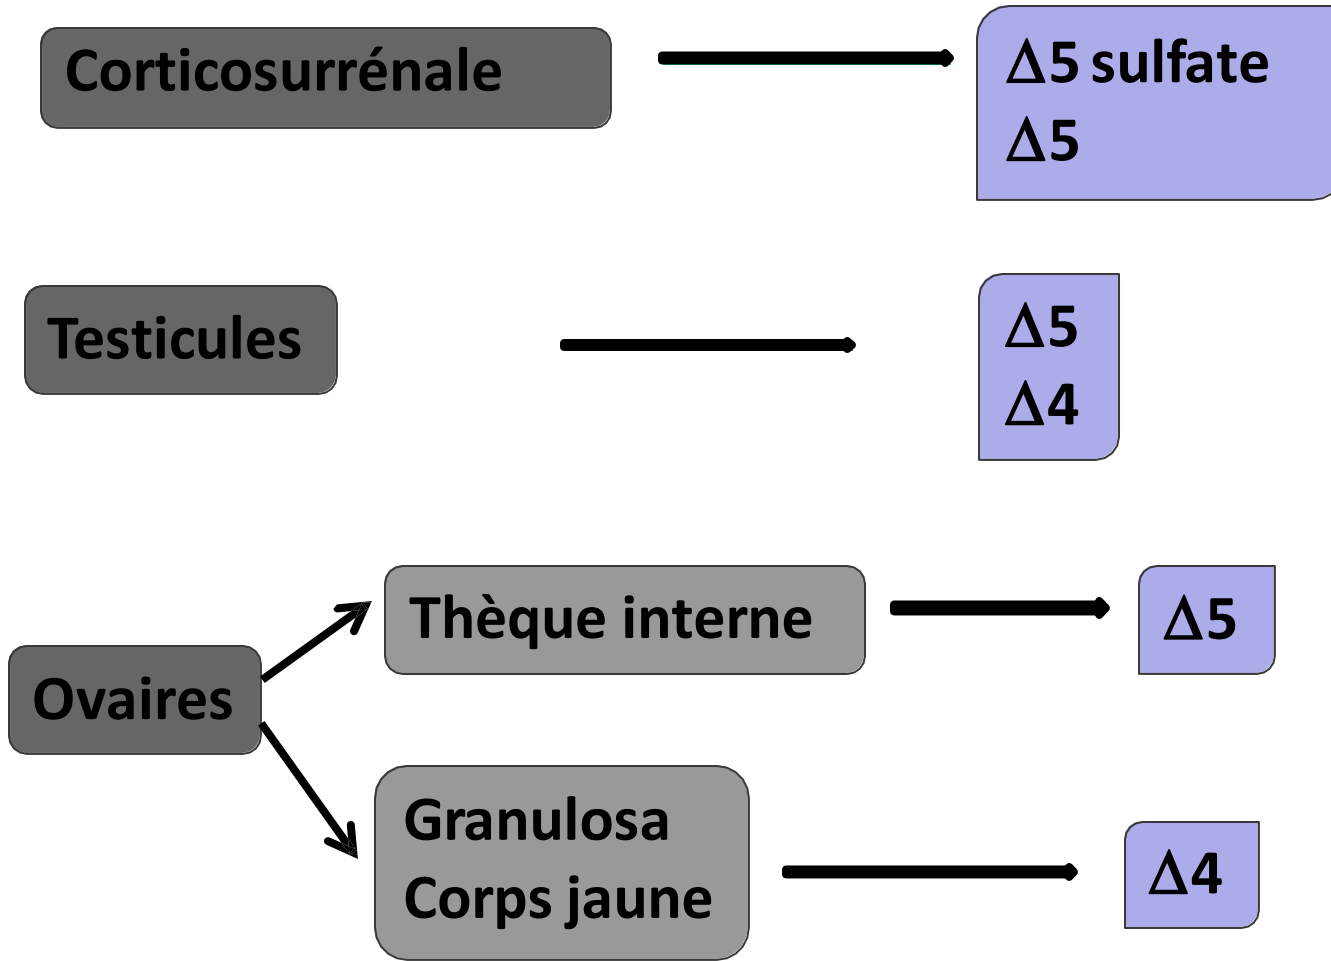 Corticosurrénale
Δ5 sulfate
Δ5
Testicules
Δ5
Δ4
Ovaires
Thèque interne
Δ5
Granulosa
Corps jaune
Δ4